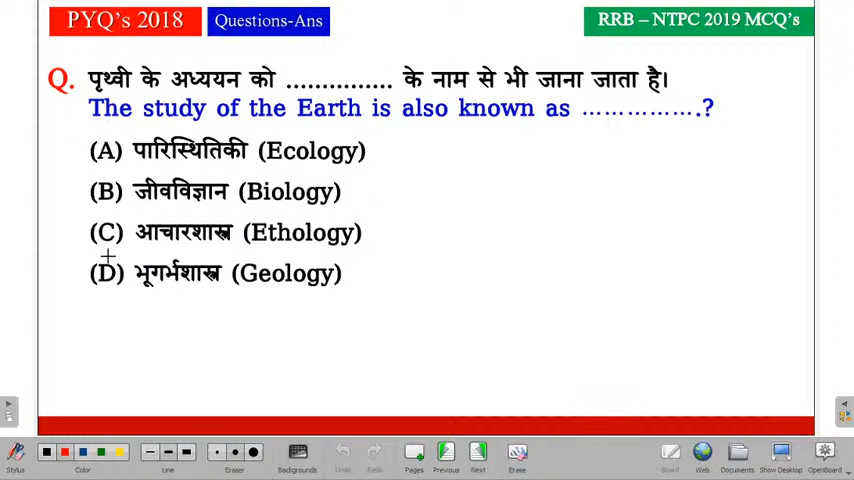 PYQ's 2018 Questions-Ans RRB – NTPC 2019 MCQ's
Q. पृथ्वी के अध्ययन को ............... के नाम से भी जाना जाता है।
The study of the Earth is also known as ................?
(A) पारिस्थितिकी (Ecology)
(B) जीवविज्ञान (Biology)
(C) आचारशास्त्र (Ethology)
(D) भूगर्भशास्त्र (Geology)
Stylus Color Line Eraser Backgrounds Undo Redo Pages Previous Next Erase Board Web Documents Show Desktop OpenBoard